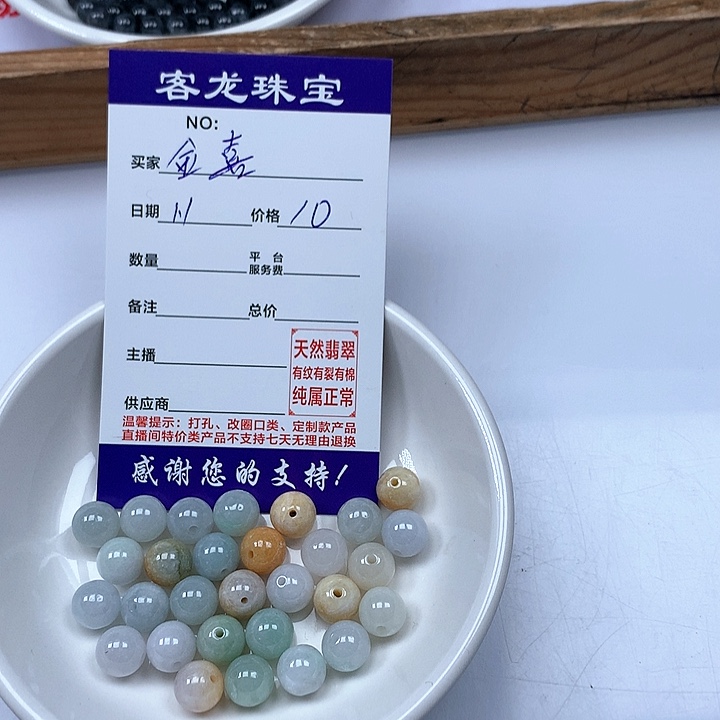 客龙珠宝
NO:
买家 金嘉
日期 1.1 价格 10
数量 平台服务费
备注 总价
主播
供应商
天然翡翠
有纹有裂有棉
纯属正常
温馨提示：打孔、改圈口类、定制款产品
直播间特价类产品不支持七天无理由退换
感谢您的支持！